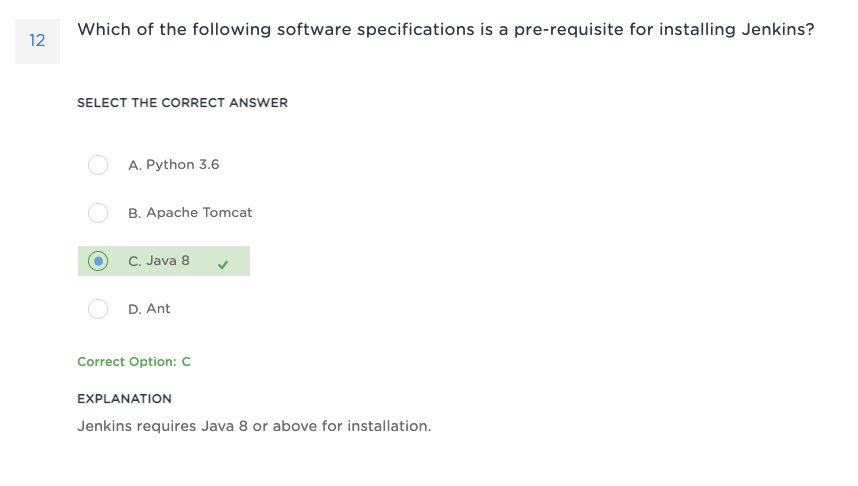 12
Which of the following software specifications is a pre-requisite for installing Jenkins?
SELECT THE CORRECT ANSWER
A. Python 3.6
B. Apache Tomcat
C. Java 8
D. Ant
Correct Option: C
EXPLANATION
Jenkins requires Java 8 or above for installation.